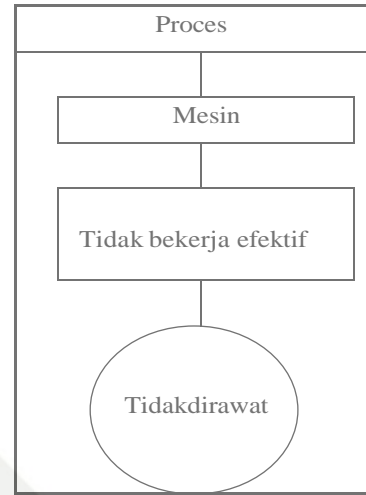 Proces
Mesin
Tidak bekerja efektif
Tidakdirawat